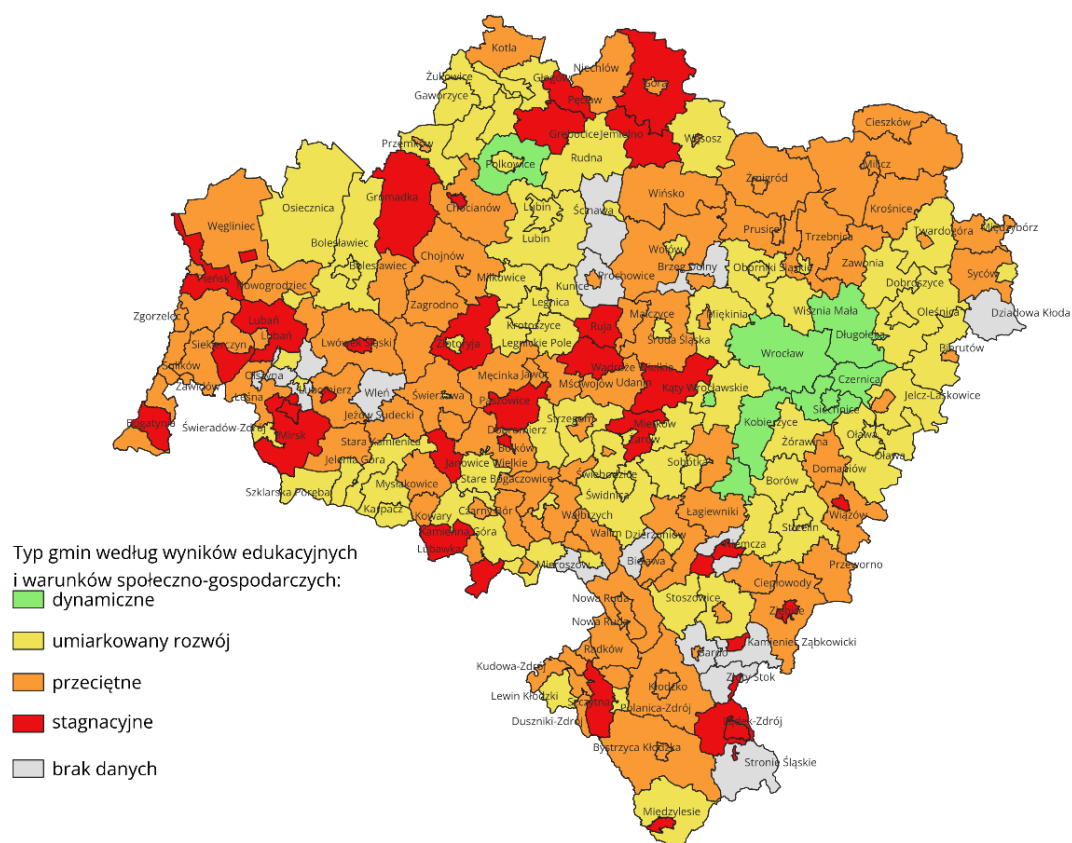 Kotla
Niechlów
Żukowice
Głogów
Góra
Gaworzyce
Pęcław
Cieszków
Grębocice
Jemielno
Wąsosz
Przemków
Polkowice
Rudna
Milicz
Żmigród
Gromadka
Wińsko
Chocianów
Lubin
Ścinawa
Krośnice
Osiecznica
Węgliniec
Prusice
Twardogóra
Międzybórz
Trzebnica
Bolesławiec
Lubin
Wołów
Chojnów
Zawonia
Bolesławiec
Brzeg Dolny
Oborniki Śląskie
Syców
Miłkowice
Prochowice
Pieńsk
Nowogrodziec
Kunice
Dobroszyce
Zagrodno
Legnica
Wisznia Mała
Oleśnica
Dziadowa Kłoda
Zgorzelec
Lubań
Malczyce
Miękinia
Krotoszyce
Ruja
Długołęka
Lubań
Lwówek Śląski
Złotoryja
Legnickie Pole
Środa Śląska
Siekierczyn
Wrocław
Bierutów
Sulików
Wądroże Wielkie
Olszyna
Męcinka
Jawor
Czernica
Zawidów
Lubomierz
Wleń
Mściwojów
Udanin
Kąty Wrocławskie
Siechnice
Jelcz-Laskowice
Leśna
Świerzawa
Paszowice
Bogatynia
Jeżów Sudecki
Strzegom
Mietków
Kobierzyce
Świeradów-Zdrój
Mirsk
Dobromierz
Żarów
Oława
Stara Kamienica
Bolków
Żórawina
Jelenia Góra
Janowice Wielkie
Sobótka
Oława
Domaniów
Stare Bogaczowice
Świebodzice
Mysłakowice
Borów
Szklarska Poręba
Świdnica
Karpacz
Czarny Bór
Kowary
Wałbrzych
Łagiewniki
Wiązów
Kamienna Góra
Walim
Dzierżoniów
Strzelin
Lubawka
Niemcza
Mieroszów
Bielawa
Przeworno
Typ gmin według wyników edukacyjnych
i warunków społeczno-gospodarczych:
Ciepłowody
dynamiczne
Nowa Ruda
Stoszowice
Ziębice
Nowa Ruda
umiarkowany rozwój
Radków
Bardo
Kamieniec Ząbkowicki
Kudowa-Zdrój
Złoty Stok
przeciętne
Kłodzko
Lewin Kłodzki
Szczytna
Polanica-Zdrój
stagnacyjne
Duszniki-Zdrój
Lądek-Zdrój
Bystrzyca Kłodzka
brak danych
Stronie Śląskie
Międzylesie